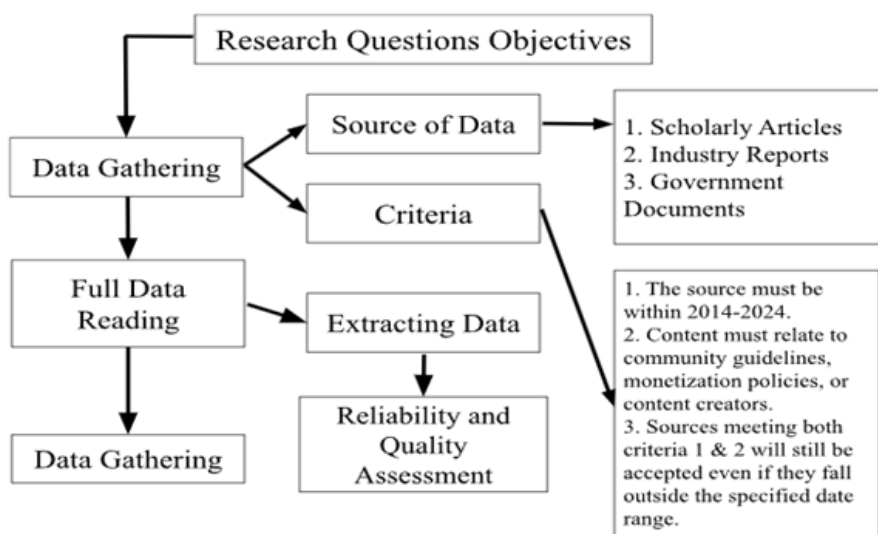 Research Questions Objectives
Source of Data
1. Scholarly Articles
2. Industry Reports
3. Government
Documents
Data Gathering
Criteria
Full Data
Reading
Extracting Data
1. The source must be
within 2014-2024.
2. Content must relate to
community guidelines,
monetization policies, or
content creators.
3. Sources meeting both
criteria 1 & 2 will still be
accepted even if they fall
outside the specified date
range.
Reliability and
Quality
Assessment
Data Gathering